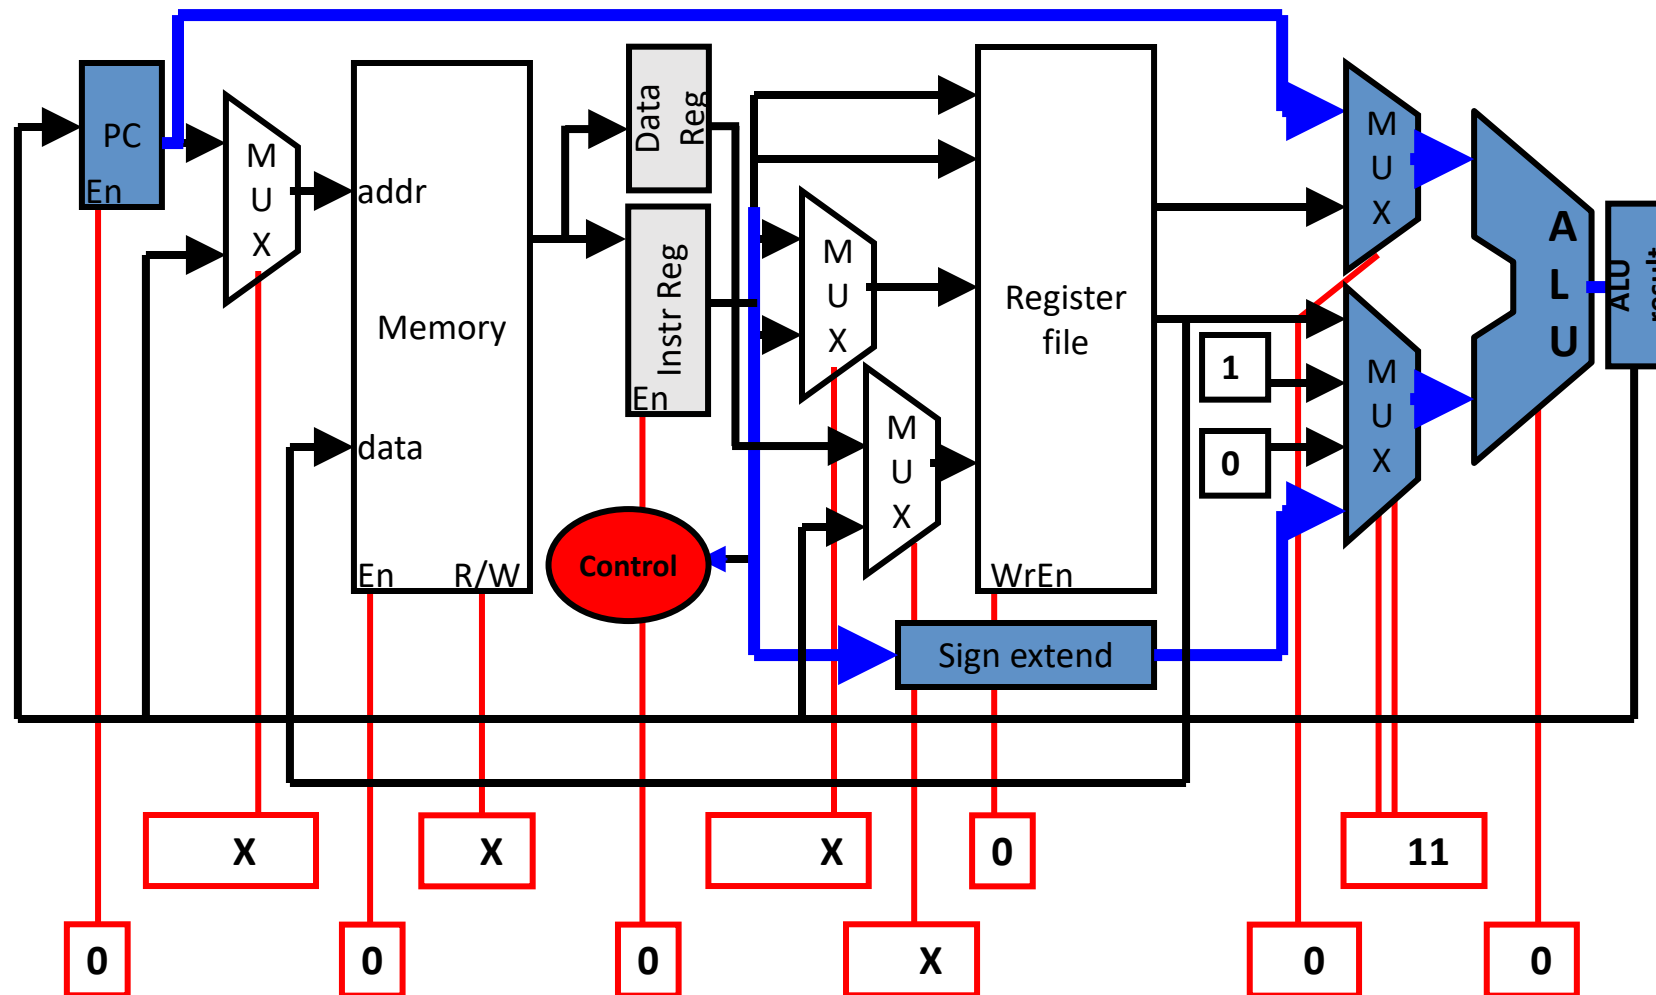 PC
En
M
U
X
addr
Memory
data
En
R/W
Data
Reg
Instr Reg
En
Control
M
U
X
M
U
X
Register
file
WrEn
Sign extend
1
0
M
U
X
M
U
X
A
L
U
ALU
result
X
X
X
0
11
0
0
0
X
0
0